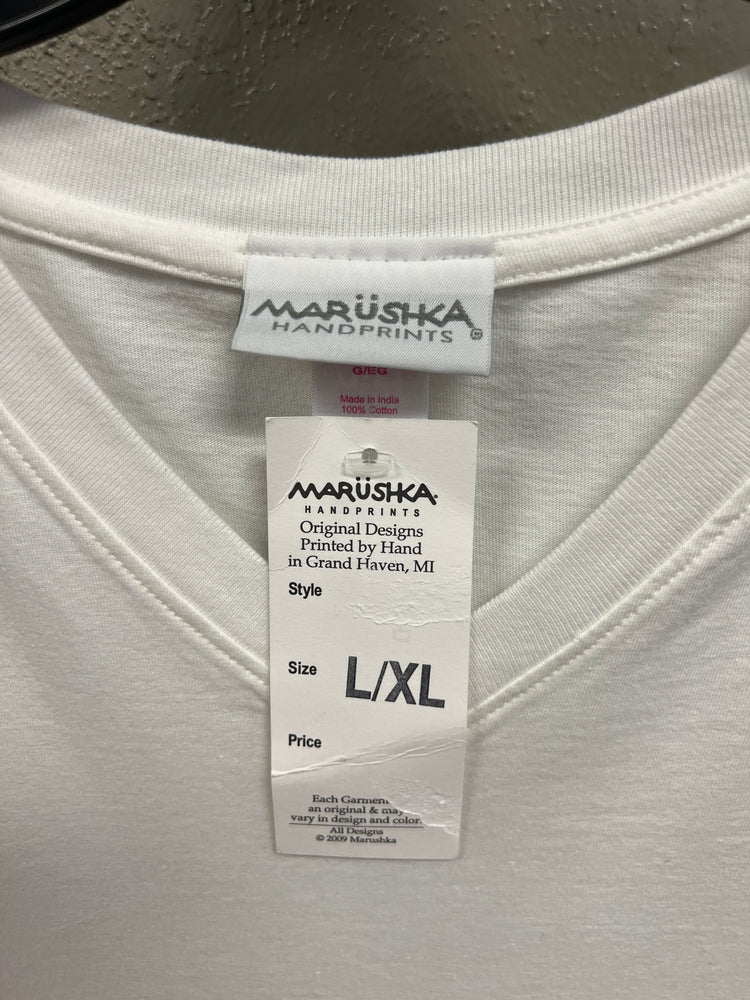 MARÜSHKA
HANDPRINTS
G/EG
Made in India
100% Cotton
MARÜSHKA
HANDPRINTS
Original Designs
Printed by Hand
in Grand Haven, MI
Style
Size L/XL
Price
Each Garment
an original & may
vary in design and color.
All Designs
© 2009 Marushka